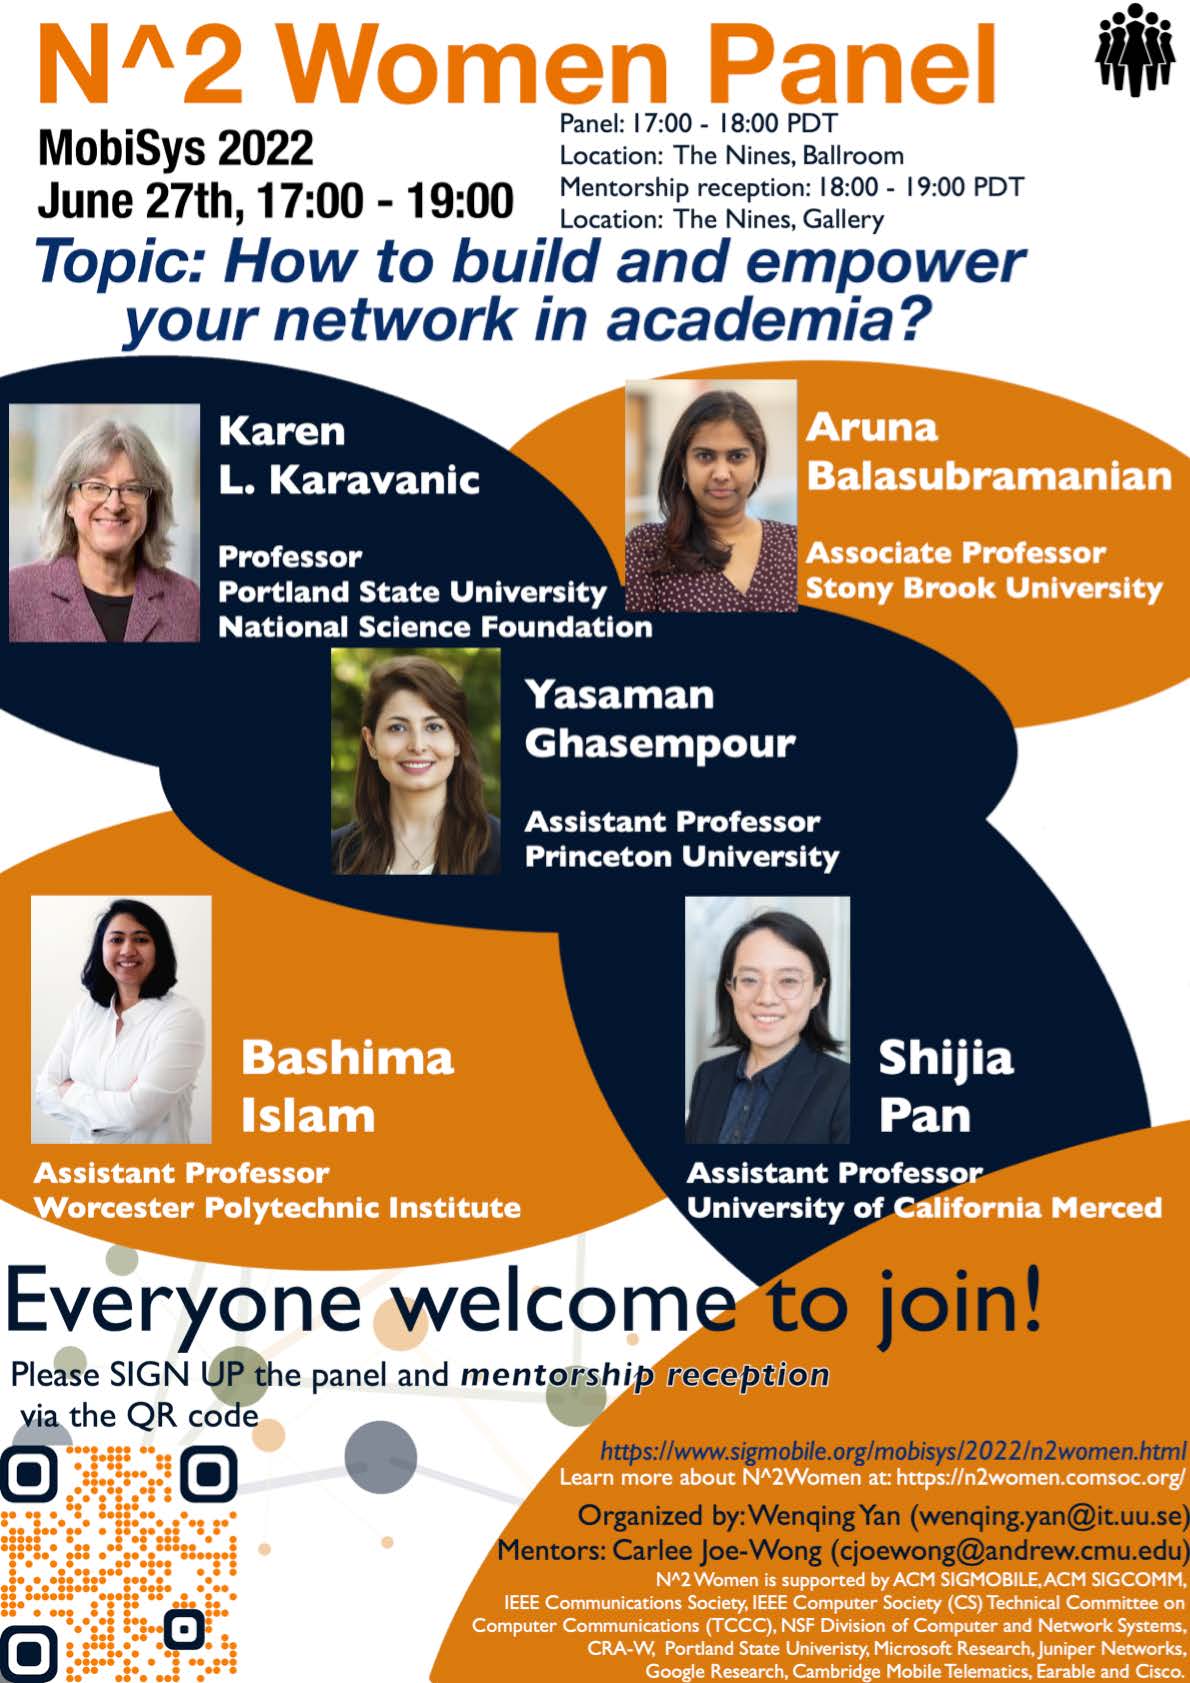 N^2 Women Panel
MobiSys 2022
June 27th, 17:00 - 19:00
Panel: 17:00 - 18:00 PDT
Location: The Nines, Ballroom
Mentorship reception: 18:00 - 19:00 PDT
Location: The Nines, Gallery
Topic: How to build and empower
your network in academia?
Karen
L. Karavanic
Professor
Portland State University
National Science Foundation
Aruna
Balasubramanian
Associate Professor
Stony Brook University
Yasaman
Ghasempour
Assistant Professor
Princeton University
Bashima
Islam
Assistant Professor
Worcester Polytechnic Institute
Shijia
Pan
Assistant Professor
University of California Merced
Everyone welcome to join!
Please SIGN UP the panel and mentorship reception
via the QR code
https://www.sigmobile.org/mobisys/2022/n2women.html
Learn more about N^2Women at: https://n2women.comsoc.org/
Organized by: Wenqing Yan (wenqing.yan@it.uu.se)
Mentors: Carlee Joe-Wong (cjoewong@andrew.cmu.edu)
N^2 Women is supported by ACM SIGMOBILE, ACM SIGCOMM,
IEEE Communications Society, IEEE Computer Society (CS) Technical Committee on
Computer Communications (TCCC), NSF Division of Computer and Network Systems,
CRA-W, Portland State Univeristy, Microsoft Research, Juniper Networks,
Google Research, Cambridge Mobile Telematics, Earable and Cisco.